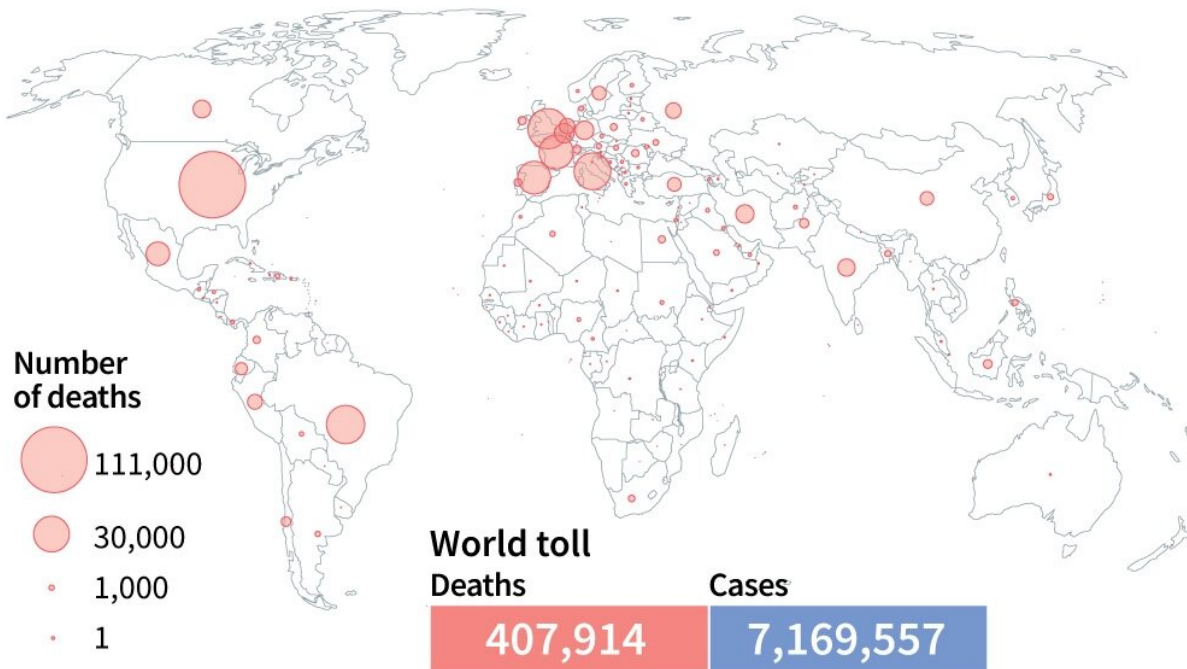 Number
of deaths
111,000
30,000
1,000
1
World toll
Deaths
Cases
407,914
7,169,557